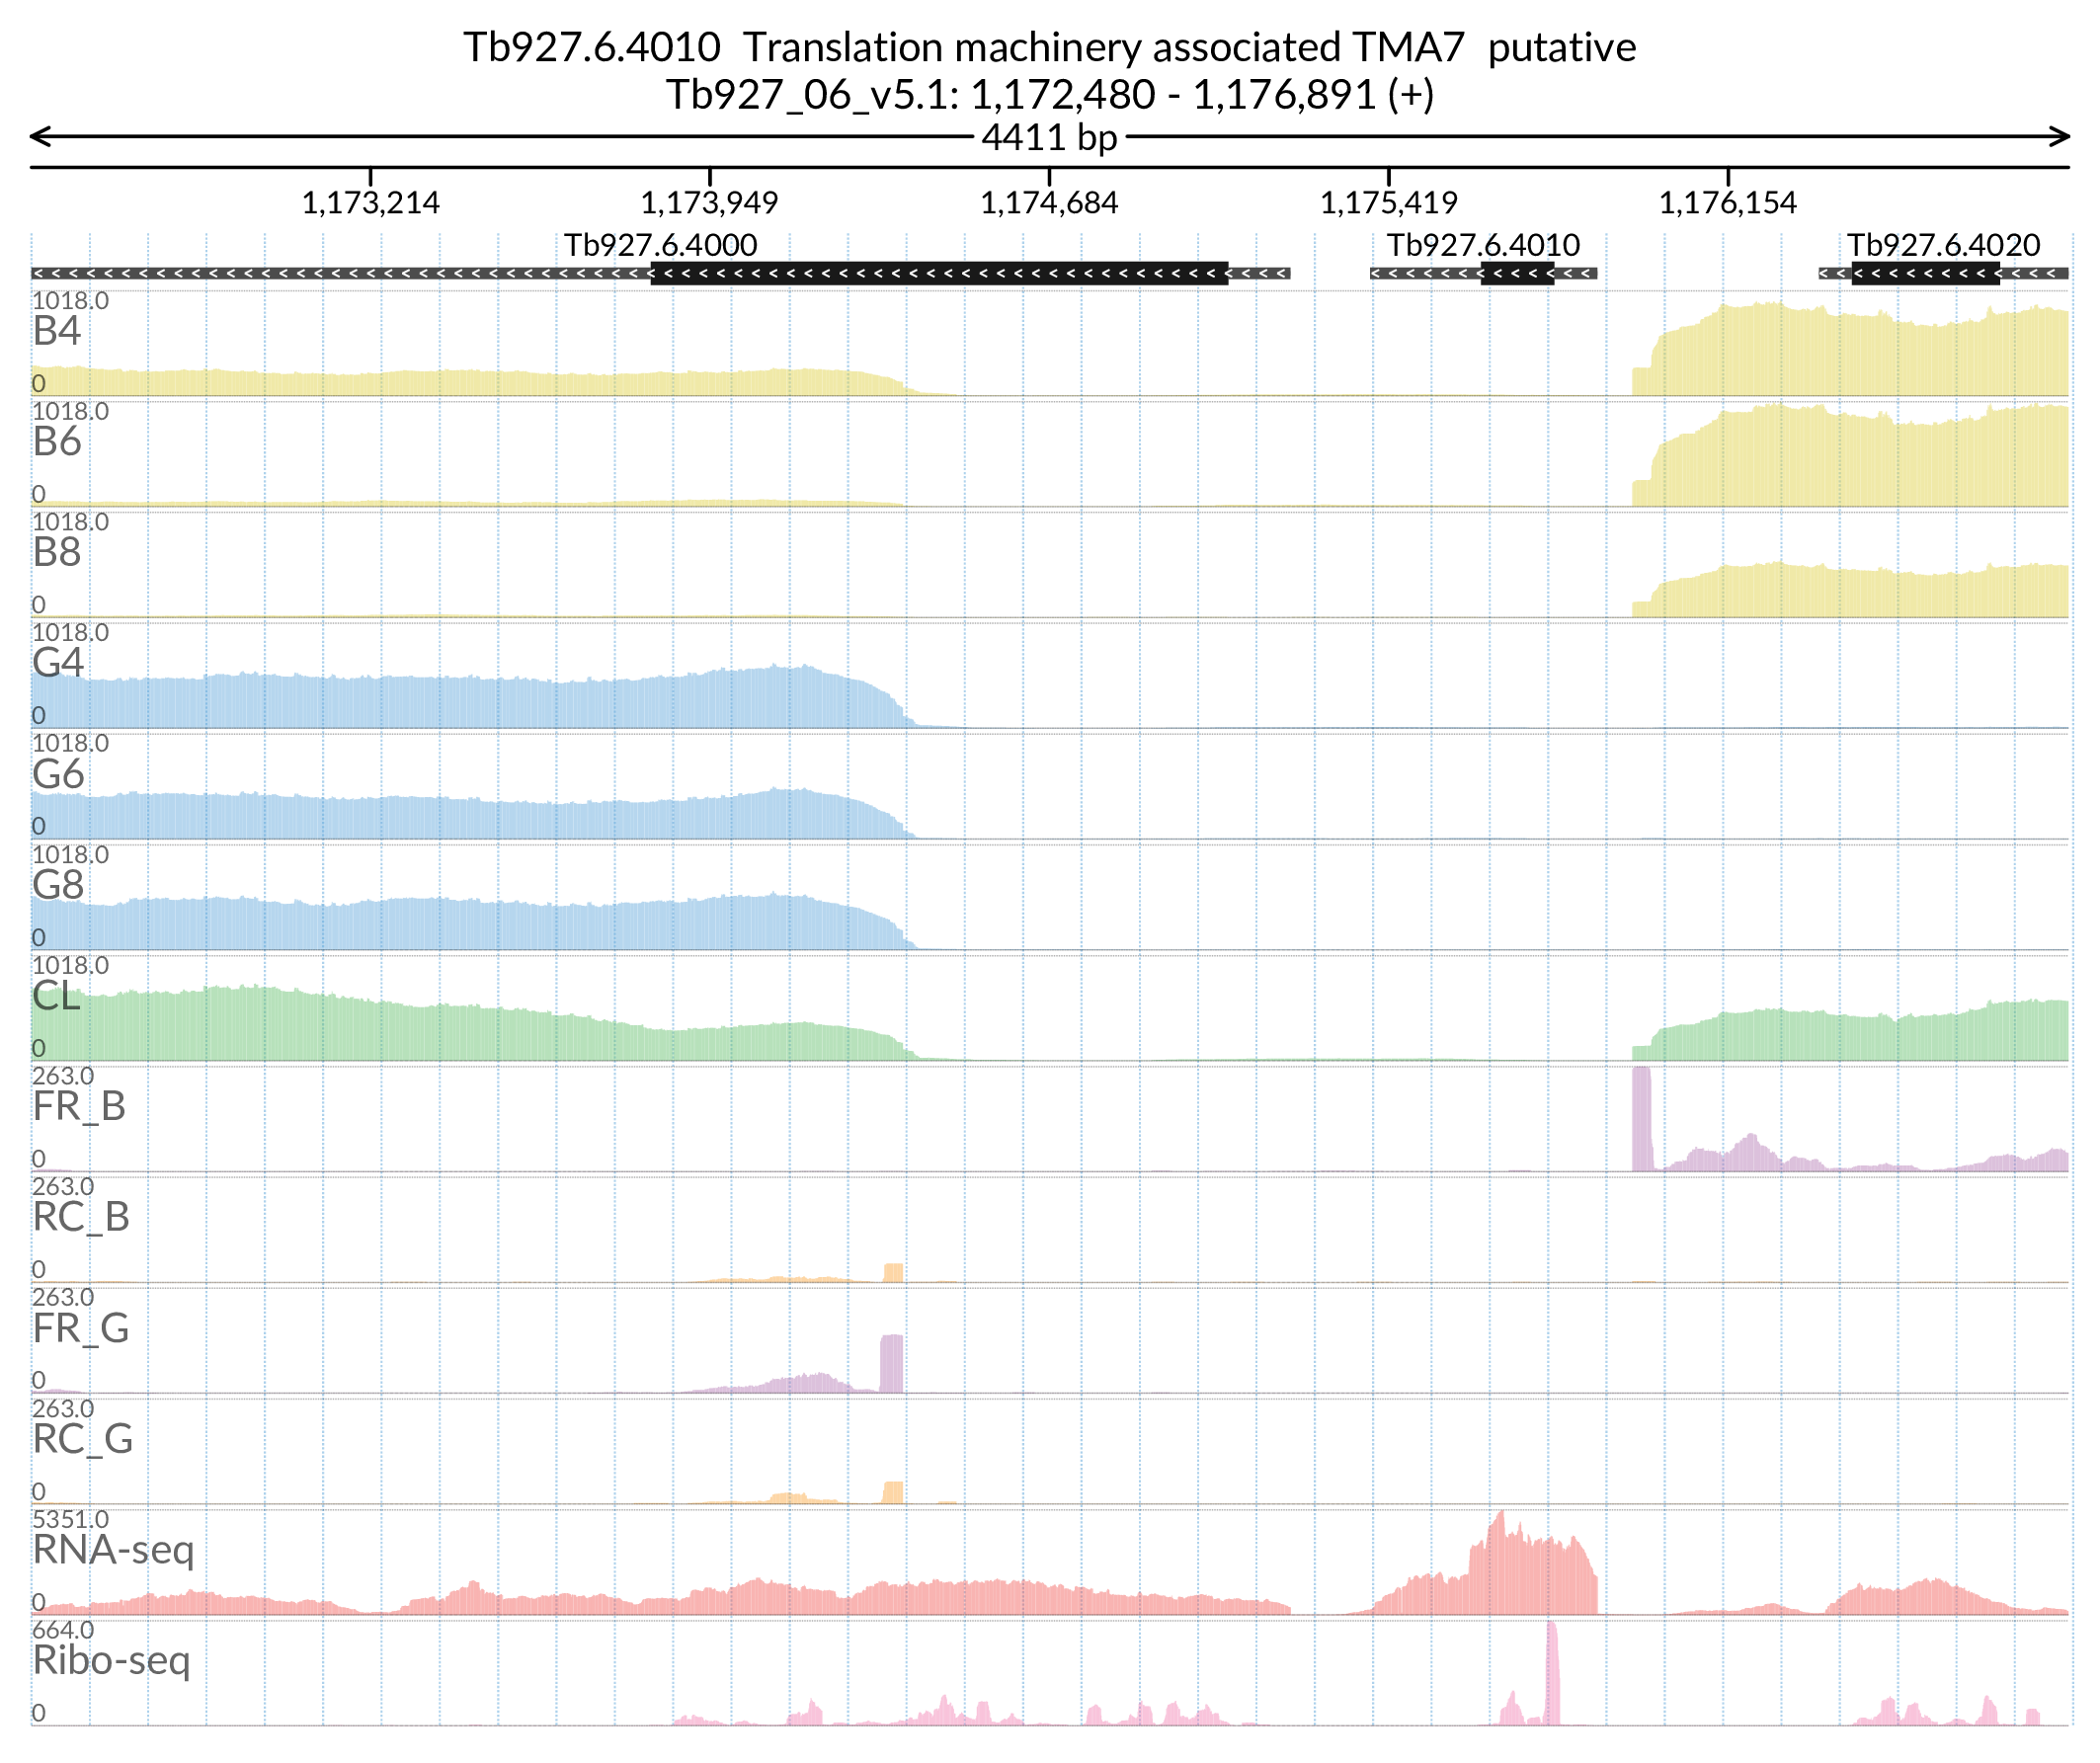 Tb927.6.4010  Translation machinery associated TMA7  putative
Tb927_06_v5.1: 1,172,480 - 1,176,891 (+)
4411 bp
1,173,214 1,173,949 1,174,684 1,175,419 1,176,154
Tb927.6.4000 Tb927.6.4010 Tb927.6.4020
1018.0
B4
0
1018.0
B6
0
1018.0
B8
0
1018.0
G4
0
1018.0
G6
0
1018.0
G8
0
1018.0
CL
0
263.0
FR_B
0
263.0
RC_B
0
263.0
FR_G
0
263.0
RC_G
0
5351.0
RNA-seq
0
664.0
Ribo-seq
0